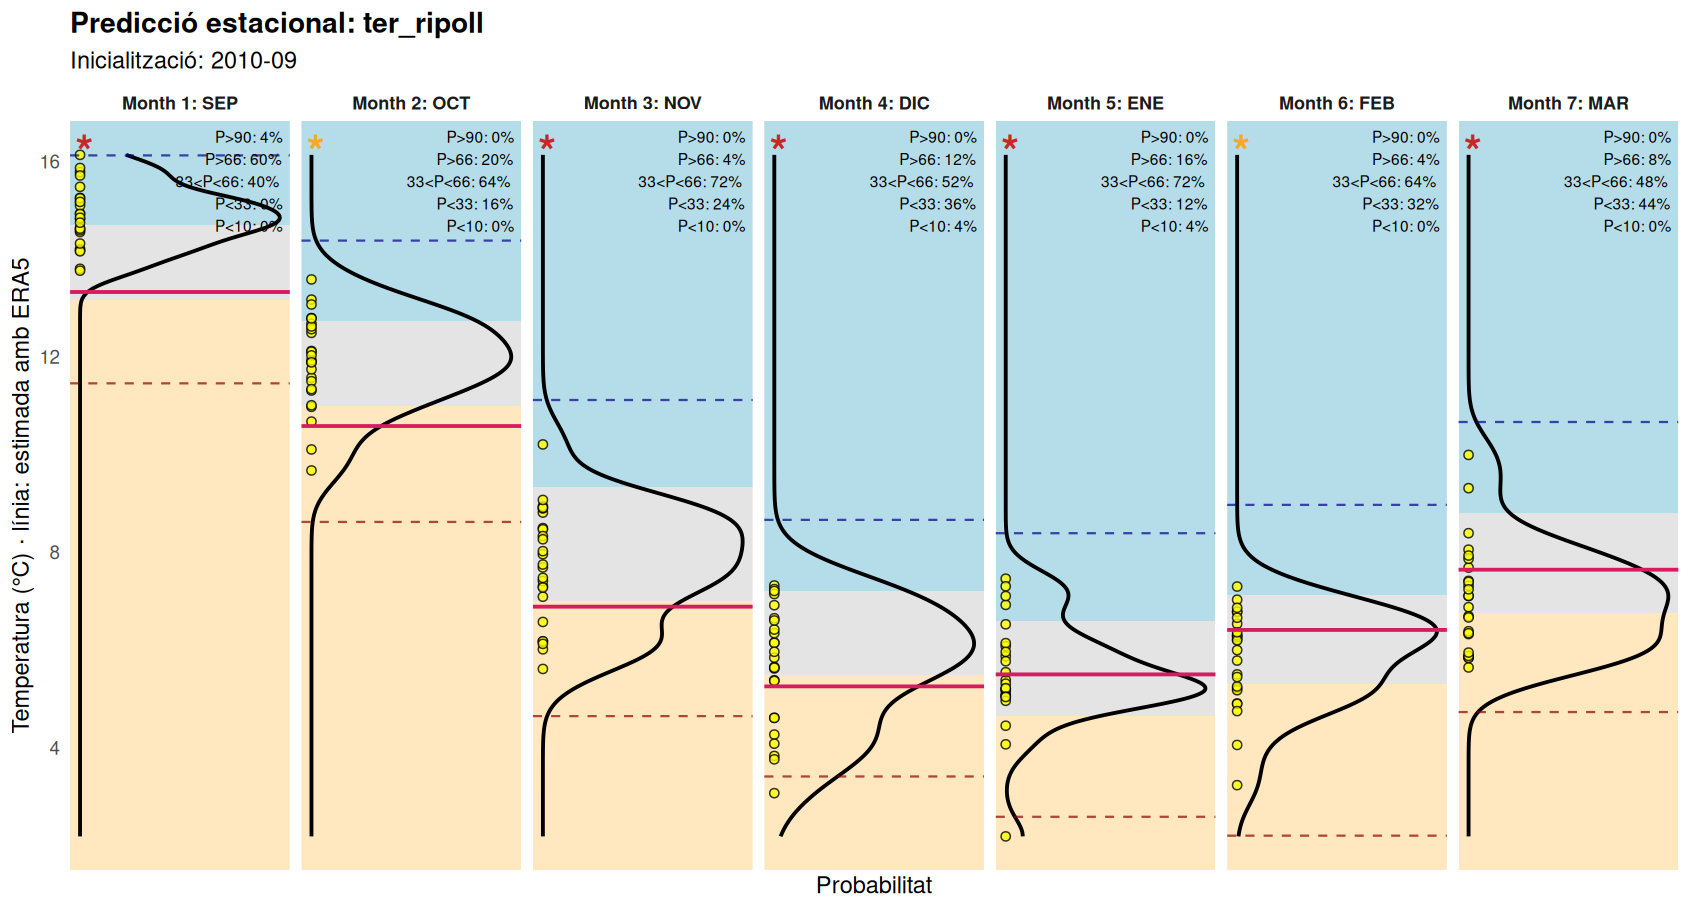 Predicció estacional: ter_ripoll
Inicialització: 2010-09
Month 1: SEP
Month 2: OCT
Month 3: NOV
Month 4: DIC
Month 5: ENE
Month 6: FEB
Month 7: MAR
P>90: 4%
P>66: 60%
33<P<66: 40%
P<33: 0%
P<10: 0%
P>90: 0%
P>66: 20%
33<P<66: 64%
P<33: 16%
P<10: 0%
P>90: 0%
P>66: 4%
33<P<66: 72%
P<33: 24%
P<10: 0%
P>90: 0%
P>66: 12%
33<P<66: 52%
P<33: 36%
P<10: 4%
P>90: 0%
P>66: 16%
33<P<66: 72%
P<33: 12%
P<10: 4%
P>90: 0%
P>66: 4%
33<P<66: 64%
P<33: 32%
P<10: 0%
P>90: 0%
P>66: 8%
33<P<66: 48%
P<33: 44%
P<10: 0%
16
12
8
4
Temperatura (°C) · línia: estimada amb ERA5
Probabilitat